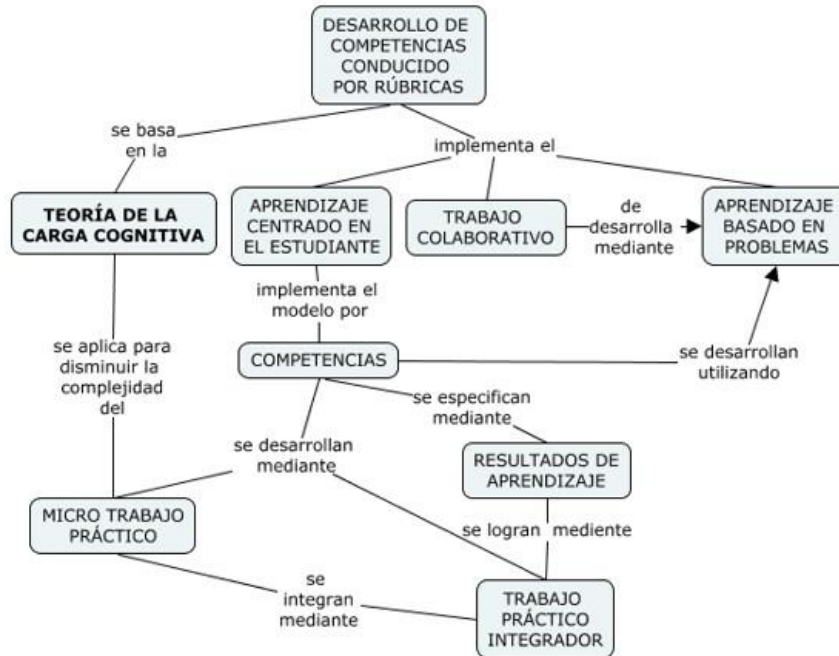 DESARROLLO DE
COMPETENCIAS
CONDUCIDO
POR RÚBRICAS
se basa
en la
implementa el
TEORÍA DE LA
CARGA COGNITIVA
APRENDIZAJE
CENTRADO EN
EL ESTUDIANTE
TRABAJO
COLABORATIVO
de
desarrolla
mediante
APRENDIZAJE
BASADO EN
PROBLEMAS
implementa el
modelo por
se aplica para
disminuir la
complejidad
del
COMPETENCIAS
se desarrollan
utilizando
se especifican
mediante
se desarrollan
mediante
RESULTADOS DE
APRENDIZAJE
MICRO TRABAJO
PRÁCTICO
se logran mediente
se
integran
mediante
TRABAJO
PRÁCTICO
INTEGRADOR